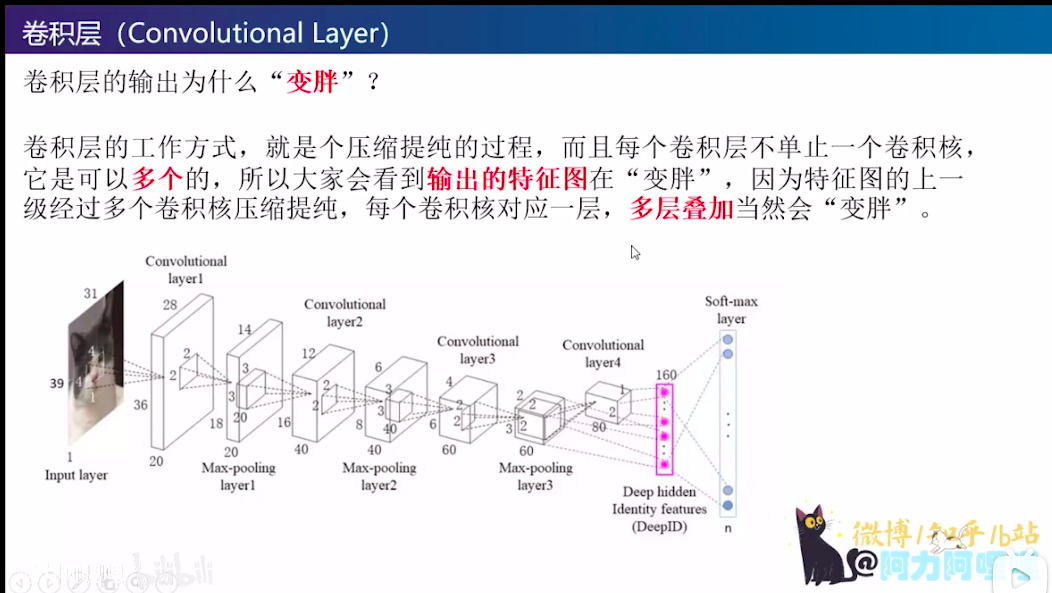 卷积层（Convolutional Layer）
卷积层的输出为什么“变胖”？
卷积层的工作方式，就是个压缩提纯的过程，而且每个卷积层不单止一个卷积核，
它是可以多个的，所以大家会看到输出的特征图在“变胖”，因为特征图的上一
级经过多个卷积核压缩提纯，每个卷积核对应一层，多层叠加当然会“变胖”。
Convolutional
layer1
31
28
39
4
4
1
1
Input layer
2
2
36
20
14
3
3
20
18
20
Max-pooling
layer1
Convolutional
layer2
12
2
2
16
40
6
3
3
40
8
40
Max-pooling
layer2
Convolutional
layer3
4
2
2
6
60
2
2
3
2
60
Max-pooling
layer3
Convolutional
layer4
1
2
80
160
Deep hidden
Identity features
(DeepID)
Soft-max
layer
n
微博/知乎/b站
@阿力阿哩
bilibili